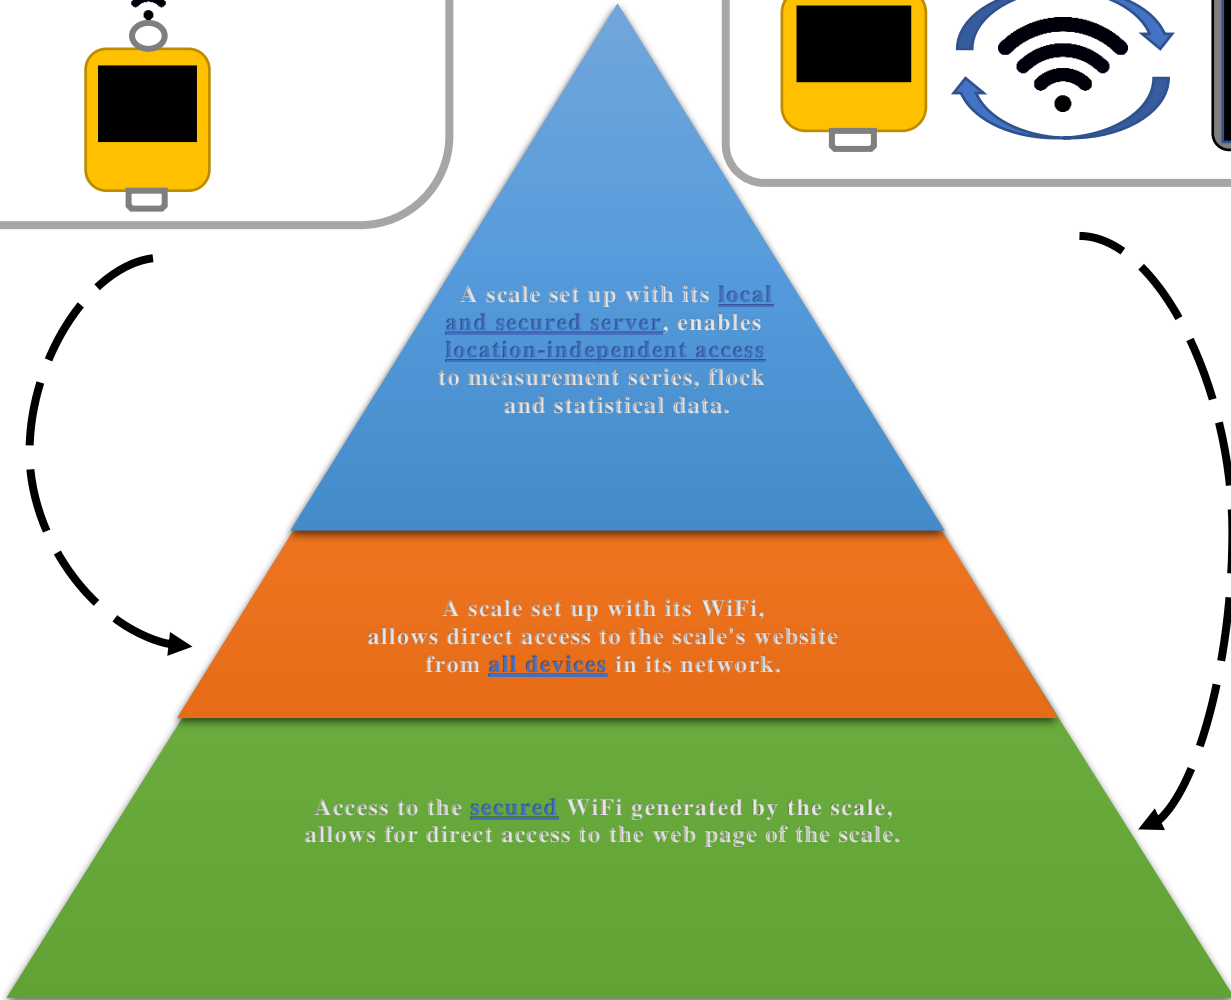 A scale set up with its local
and secured server, enables
location-independent access
to measurement series, flock
and statistical data.
A scale set up with its WiFi,
allows direct access to the scale's website
from all devices in its network.
Access to the secured WiFi generated by the scale,
allows for direct access to the web page of the scale.